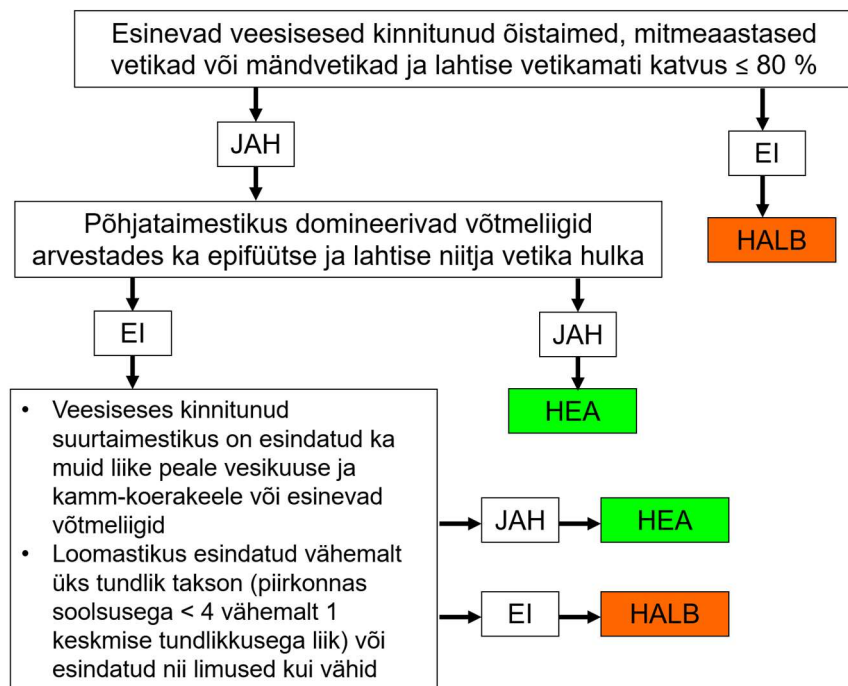 Esinevad veesisesed kinnitunud õistaimed, mitmeaastased
vetikad või mändvetikad ja lahtise vetikamati katvus ≤ 80 %
JAH
EI
Põhjataimestikus domineerivad võtmeliigid
arvestades ka epifüütse ja lahtise niitja vetika hulka
HALB
EI
JAH
HEA
• Veesiseses kinnitunud
suurtaimestikus on esindatud ka
muid liike peale vesikuuse ja
kamm-koerakeele või esinevad
võtmeliigid
• Loomastikus esindatud vähemalt
üks tundlik takson (piirkonnas
soolsusega < 4 vähemalt 1
keskmise tundlikkusega liik) või
esindatud nii limused kui vähid
JAH
HEA
EI
HALB